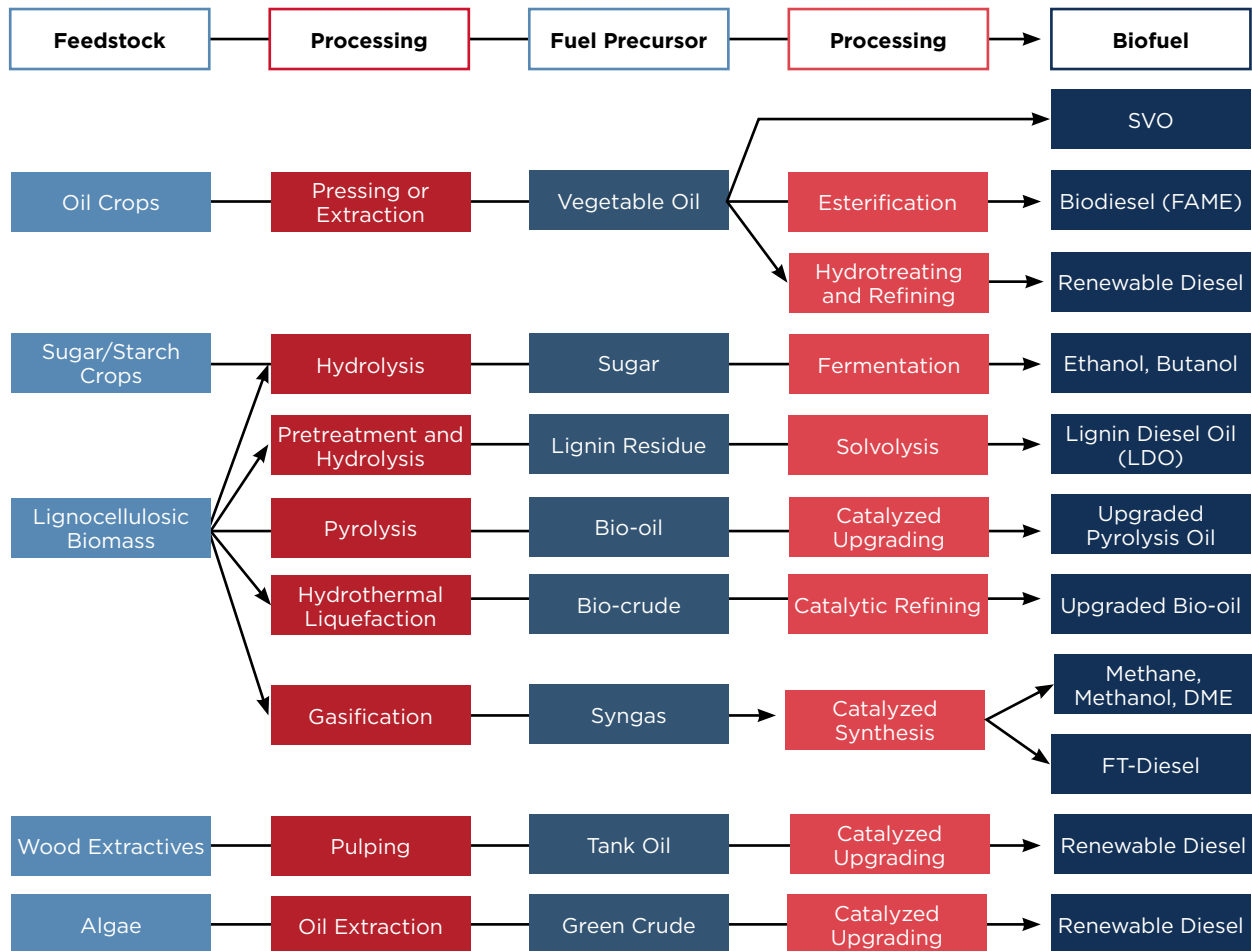 Feedstock
Processing
Fuel Precursor
Processing
Biofuel
SVO
Oil Crops
Pressing or
Extraction
Vegetable Oil
Esterification
Biodiesel (FAME)
Hydrotreating
and Refining
Renewable Diesel
Sugar/Starch
Crops
Hydrolysis
Sugar
Fermentation
Ethanol, Butanol
Pretreatment and
Hydrolysis
Lignin Residue
Solvolysis
Lignin Diesel Oil
(LDO)
Lignocellulosic
Biomass
Pyrolysis
Bio-oil
Catalyzed
Upgrading
Upgraded
Pyrolysis Oil
Hydrothermal
Liquefaction
Bio-crude
Catalytic Refining
Upgraded Bio-oil
Gasification
Syngas
Catalyzed
Synthesis
Methane,
Methanol, DME
FT-Diesel
Wood Extractives
Pulping
Tank Oil
Catalyzed
Upgrading
Renewable Diesel
Algae
Oil Extraction
Green Crude
Catalyzed
Upgrading
Renewable Diesel